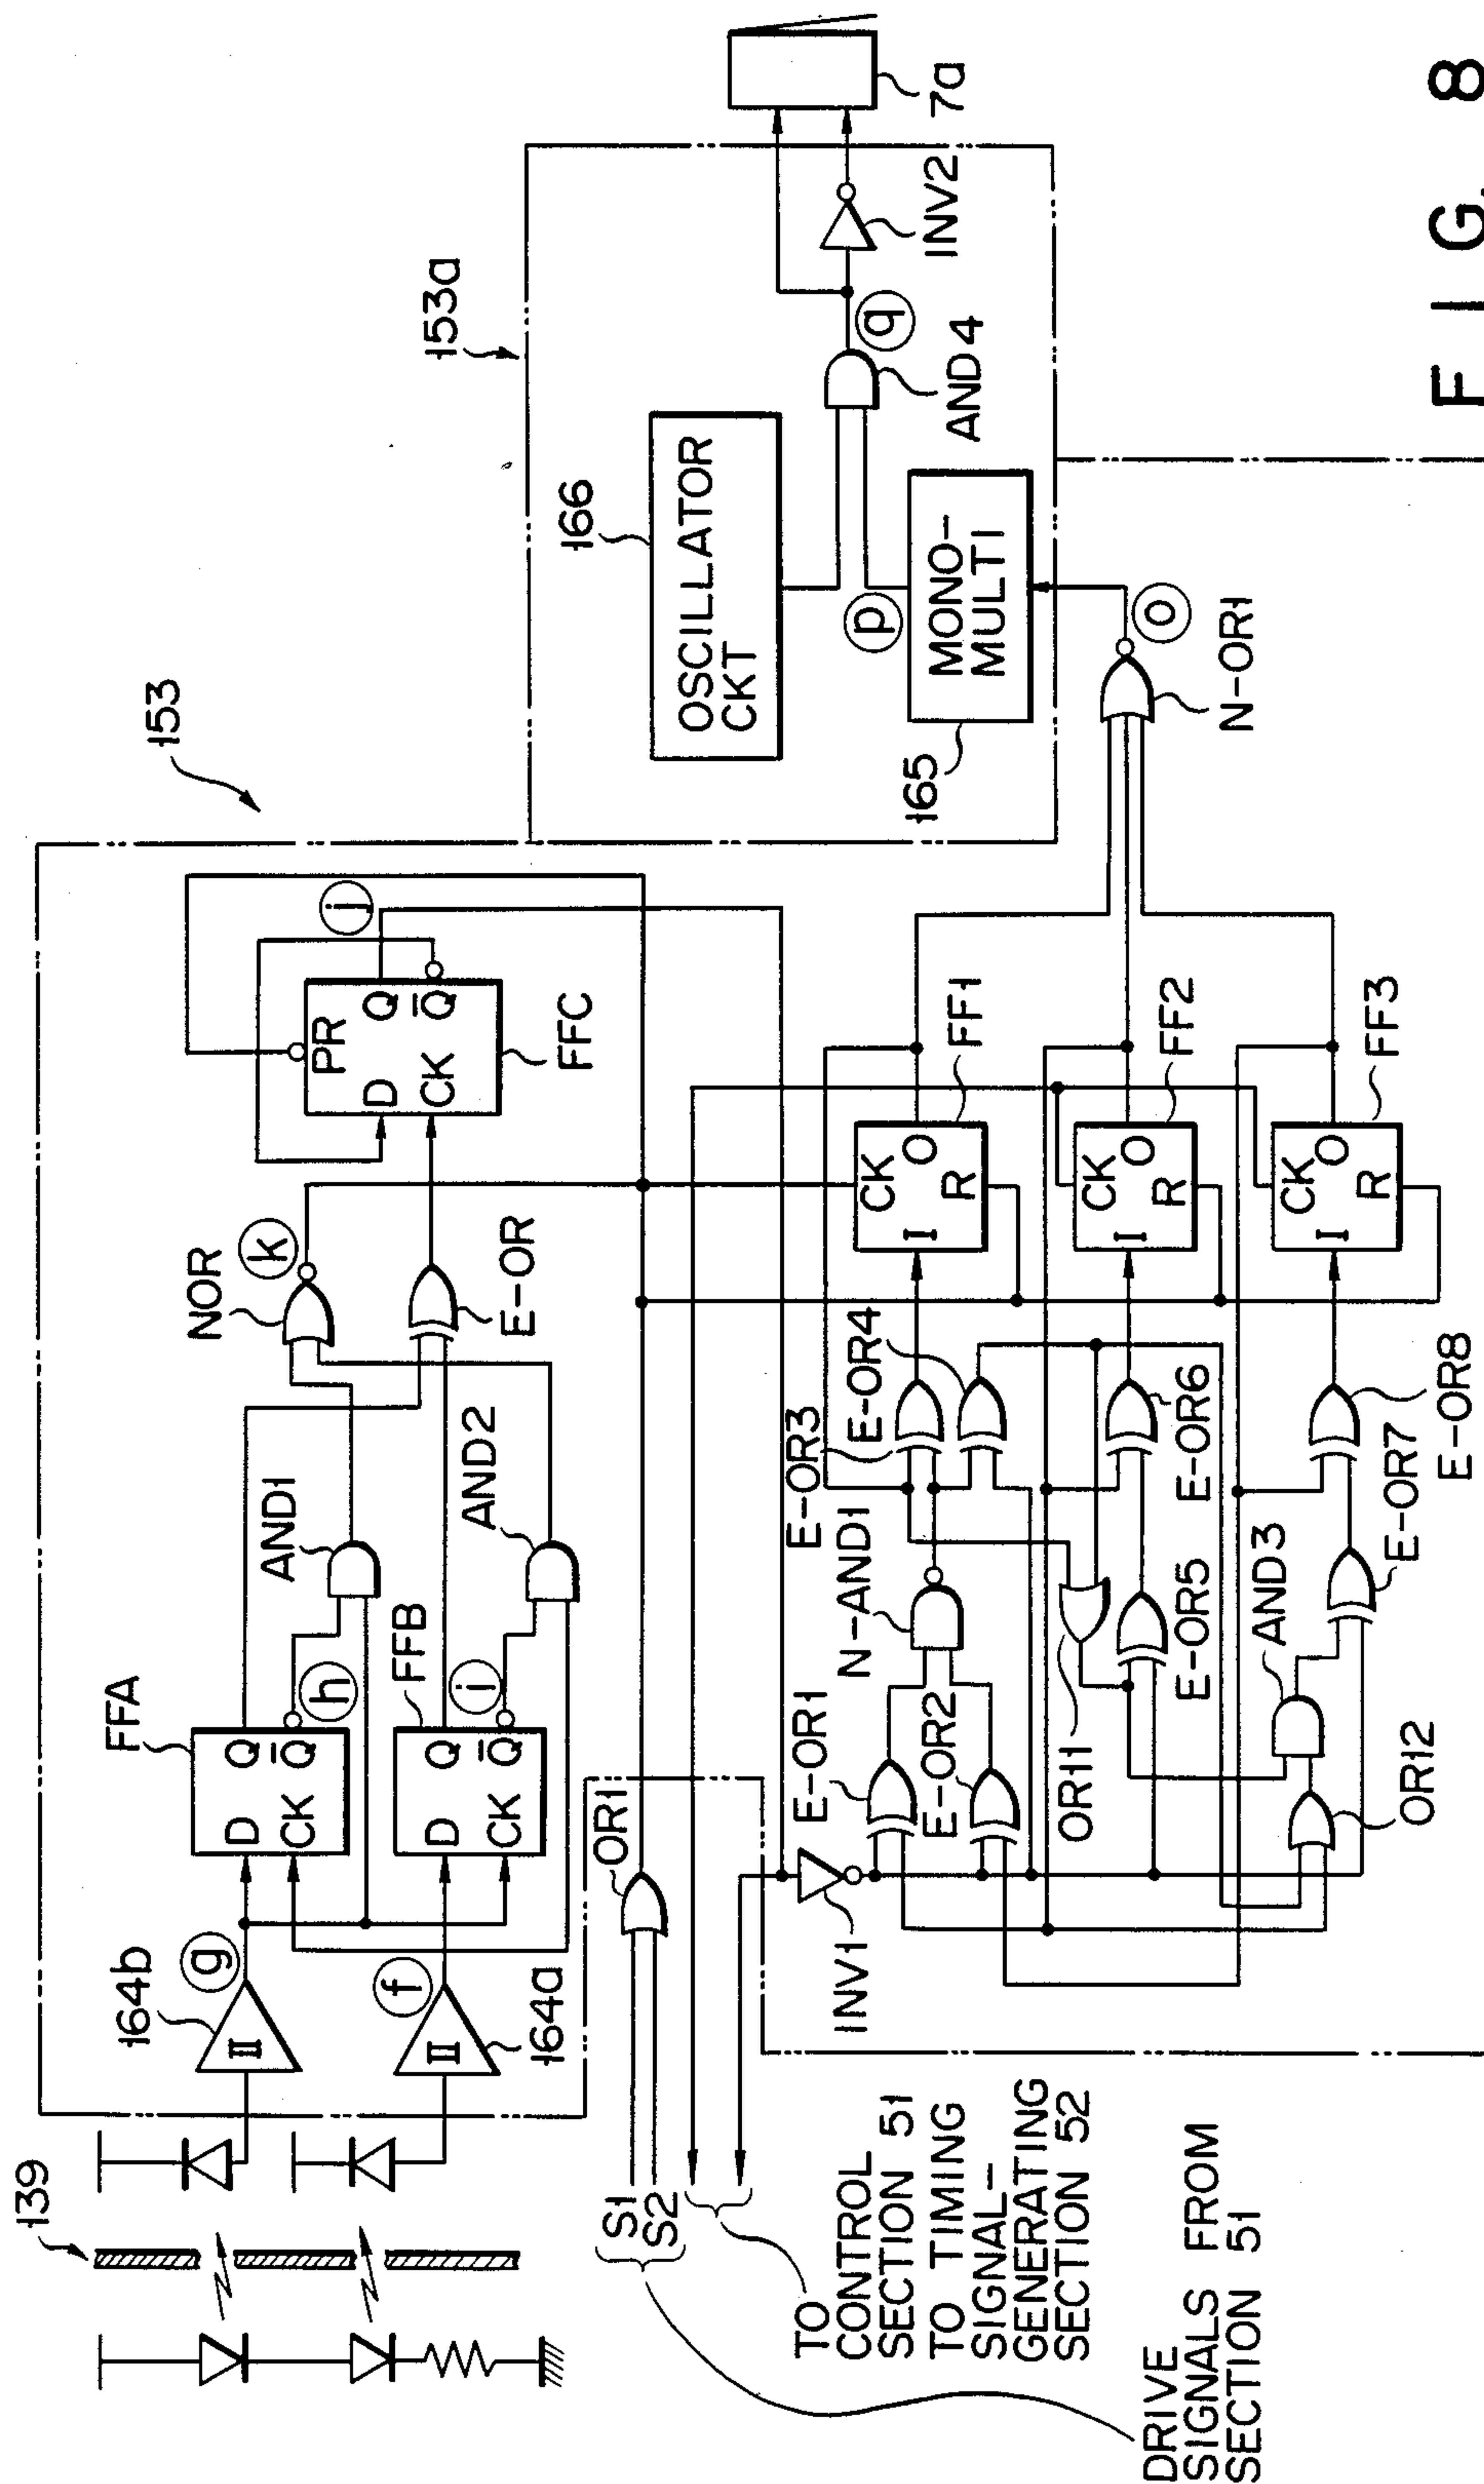 139
164b
g
II
f
II
164a
FFA
D
Q
CK
Q̅
h
FFB
D
Q
CK
Q̅
i
AND1
AND2
NOR
k
E-OR
PR
D
Q
CK
Q̅
j
FFC
153
S1
S2
OR1
TO
CONTROL
SECTION 51
TO TIMING
SIGNAL-
GENERATING
SECTION 52
DRIVE
SIGNALS FROM
SECTION 51
INV1
E-OR1
E-OR2
N-AND1
E-OR3
E-OR4
OR11
E-OR5
E-OR6
AND3
OR12
E-OR7
E-OR8
CK
I
O
R
FF1
CK
I
O
R
FF2
CK
I
O
R
FF3
N-OR1
o
153a
166
OSCILLATOR
CKT
165
MONO-
MULTI
p
AND4
q
INV2
7a
FIG. 8